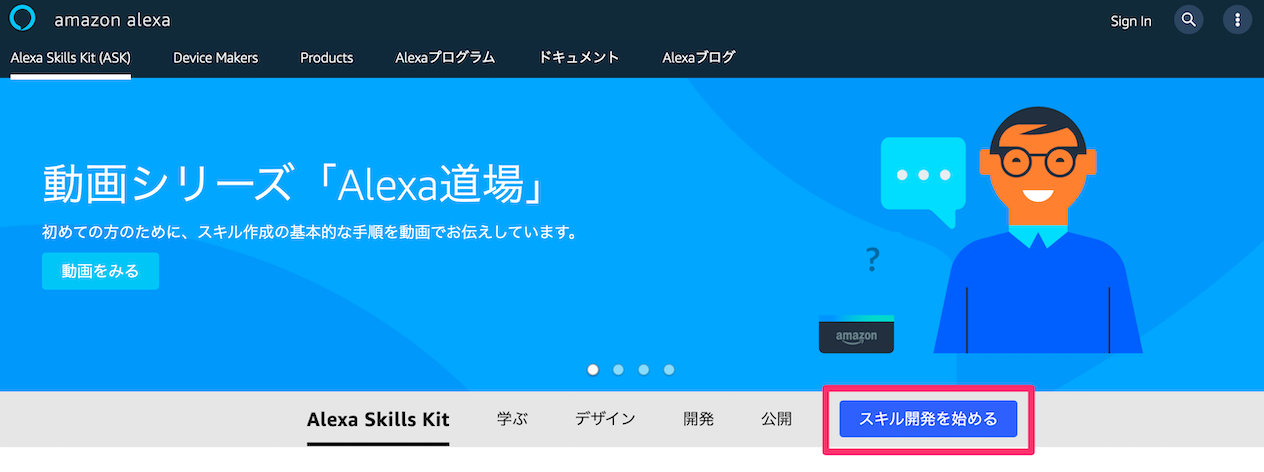 amazon alexa
Sign In
Alexa Skills Kit (ASK) Device Makers Products Alexaプログラム ドキュメント Alexaブログ
動画シリーズ「Alexa道場」
初めての方のために、スキル作成の基本的な手順を動画でお伝えしています。
動画をみる
?
amazon
Alexa Skills Kit 学ぶ デザイン 開発 公開 スキル開発を始める